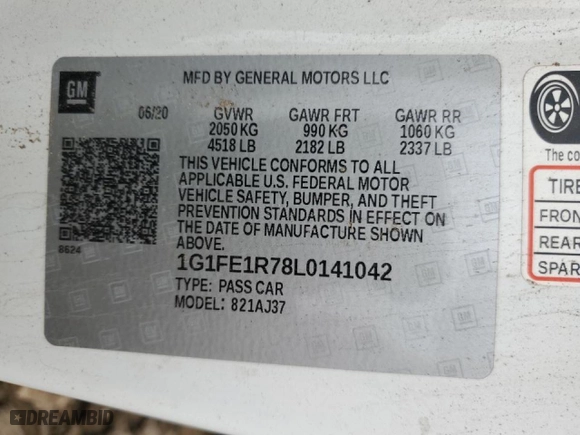 GM
MFD BY GENERAL MOTORS LLC
06/20 GVWR GAWR FRT GAWR RR
2050 KG 990 KG 1060 KG
4518 LB 2182 LB 2337 LB
THIS VEHICLE CONFORMS TO ALL
APPLICABLE U.S. FEDERAL MOTOR
VEHICLE SAFETY, BUMPER, AND THEFT
PREVENTION STANDARDS IN EFFECT ON
THE DATE OF MANUFACTURE SHOWN
ABOVE.
8624
1G1FE1R78L0141042
TYPE: PASS CAR
MODEL: 821AJ37
The co
TIRE
FRON
REAR
SPAR
DREAMBID